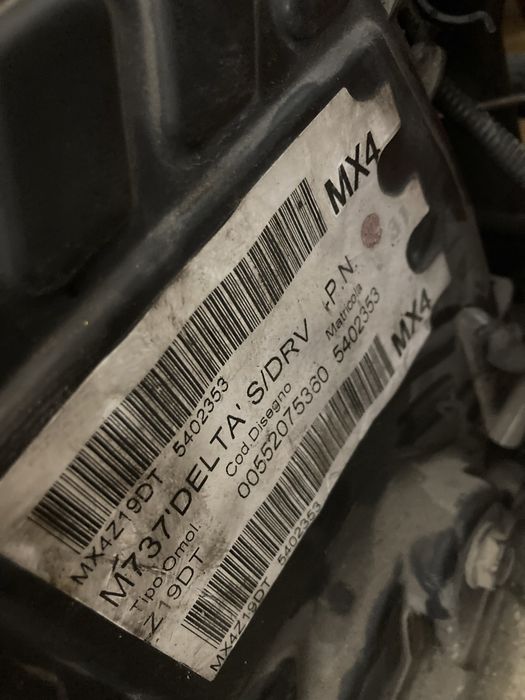 MX4
MX4Z19DT 5402353
M737'DELTA' S/DRV +P.N.
Tipo Omol. Cod.Disegno Matricola
Z19DT 00552075360 5402353
MX4
MX4Z19DT 5402353